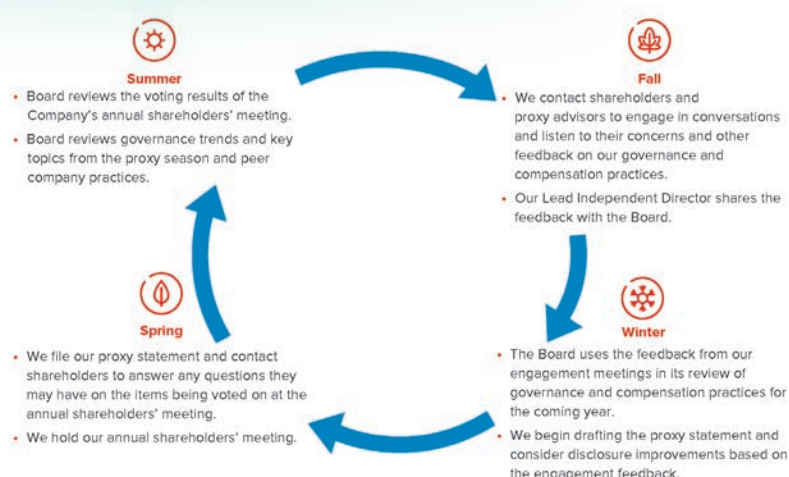 Summer
• Board reviews the voting results of the
Company's annual shareholders' meeting.
• Board reviews governance trends and key
topics from the proxy season and peer
company practices.
Fall
• We contact shareholders and
proxy advisors to engage in conversations
and listen to their concerns and other
feedback on our governance and
compensation practices.
• Our Lead Independent Director shares the
feedback with the Board.
Winter
• The Board uses the feedback from our
engagement meetings in its review of
governance and compensation practices for
the coming year.
• We begin drafting the proxy statement and
consider disclosure improvements based on
the engagement feedback.
Spring
• We file our proxy statement and contact
shareholders to answer any questions they
may have on the items being voted on at the
annual shareholders' meeting.
• We hold our annual shareholders' meeting.